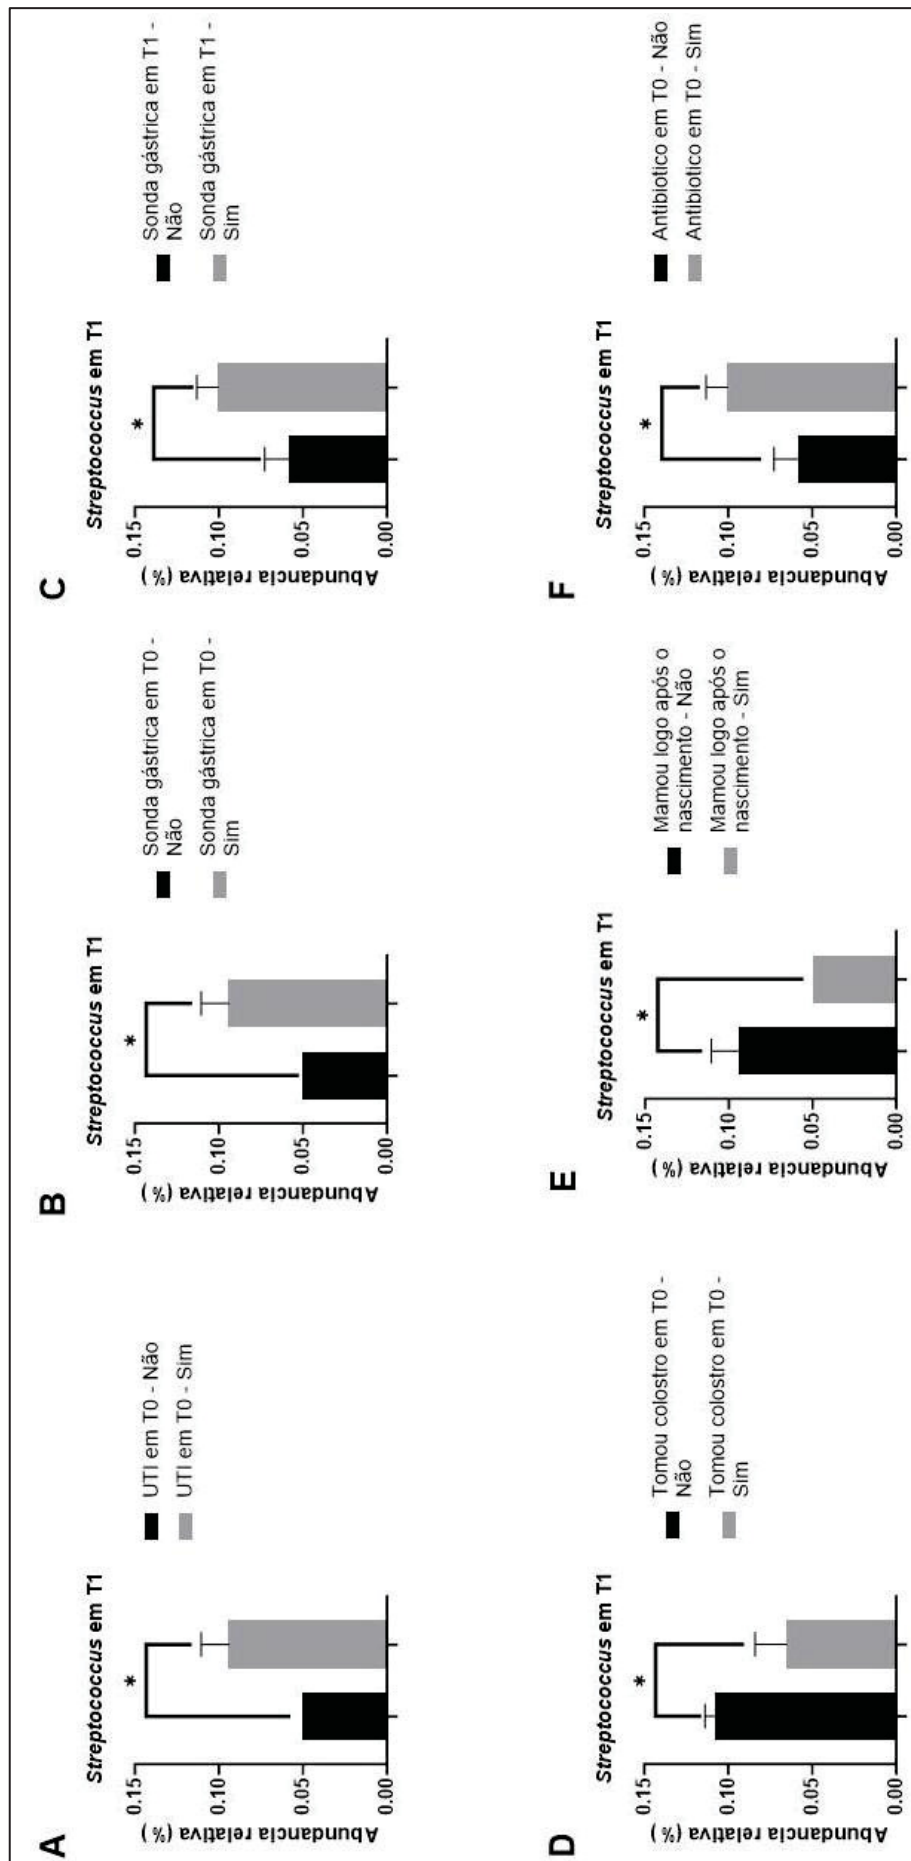 A
Streptococcus em T1
Abundancia relativa (%)
0.15
0.10
0.05
0.00
*
UTI em T0 - Não
UTI em T0 - Sim
B
Streptococcus em T1
Abundancia relativa (%)
0.15
0.10
0.05
0.00
*
Sonda gástrica em T0 -
Não
Sonda gástrica em T0 -
Sim
C
Streptococcus em T1
Abundancia relativa (%)
0.15
0.10
0.05
0.00
*
Sonda gástrica em T1 -
Não
Sonda gástrica em T1 -
Sim
D
Streptococcus em T1
Abundancia relativa (%)
0.15
0.10
0.05
0.00
*
Tomou colostro em T0 -
Não
Tomou colostro em T0 -
Sim
E
Streptococcus em T1
Abundancia relativa (%)
0.15
0.10
0.05
0.00
*
Mamou logo após o
nascimento - Não
Mamou logo após o
nascimento - Sim
F
Streptococcus em T1
Abundancia relativa (%)
0.15
0.10
0.05
0.00
*
Antibiotico em T0 - Não
Antibiotico em T0 - Sim